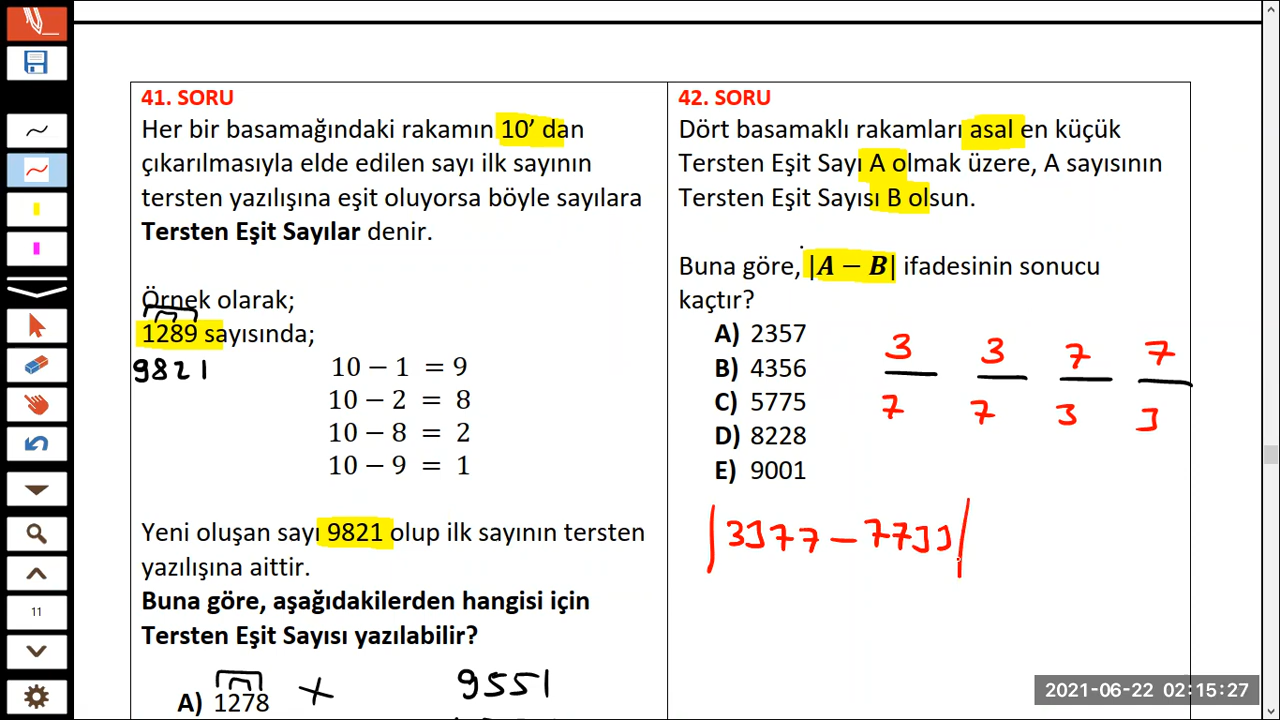 41. SORU
Her bir basamağındaki rakamın 10' dan
çıkarılmasıyla elde edilen sayı ilk sayının
tersten yazılışına eşit oluyorsa böyle sayılara
Tersten Eşit Sayılar denir.
Örnek olarak;
1289 sayısında;
9821
10 − 1 = 9
10 − 2 = 8
10 − 8 = 2
10 − 9 = 1
Yeni oluşan sayı 9821 olup ilk sayının tersten
yazılışına aittir.
Buna göre, aşağıdakilerden hangisi için
Tersten Eşit Sayısı yazılabilir?
A) 1278 +
9551
42. SORU
Dört basamaklı rakamları asal en küçük
Tersten Eşit Sayı A olmak üzere, A sayısının
Tersten Eşit Sayısı B olsun.
Buna göre, |A − B| ifadesinin sonucu
kaçtır?
A) 2357
B) 4356
C) 5775
D) 8228
E) 9001
3 3 7 7
7 7 3 3
|3377 − 7733|
11
2021-06-22 02:15:27